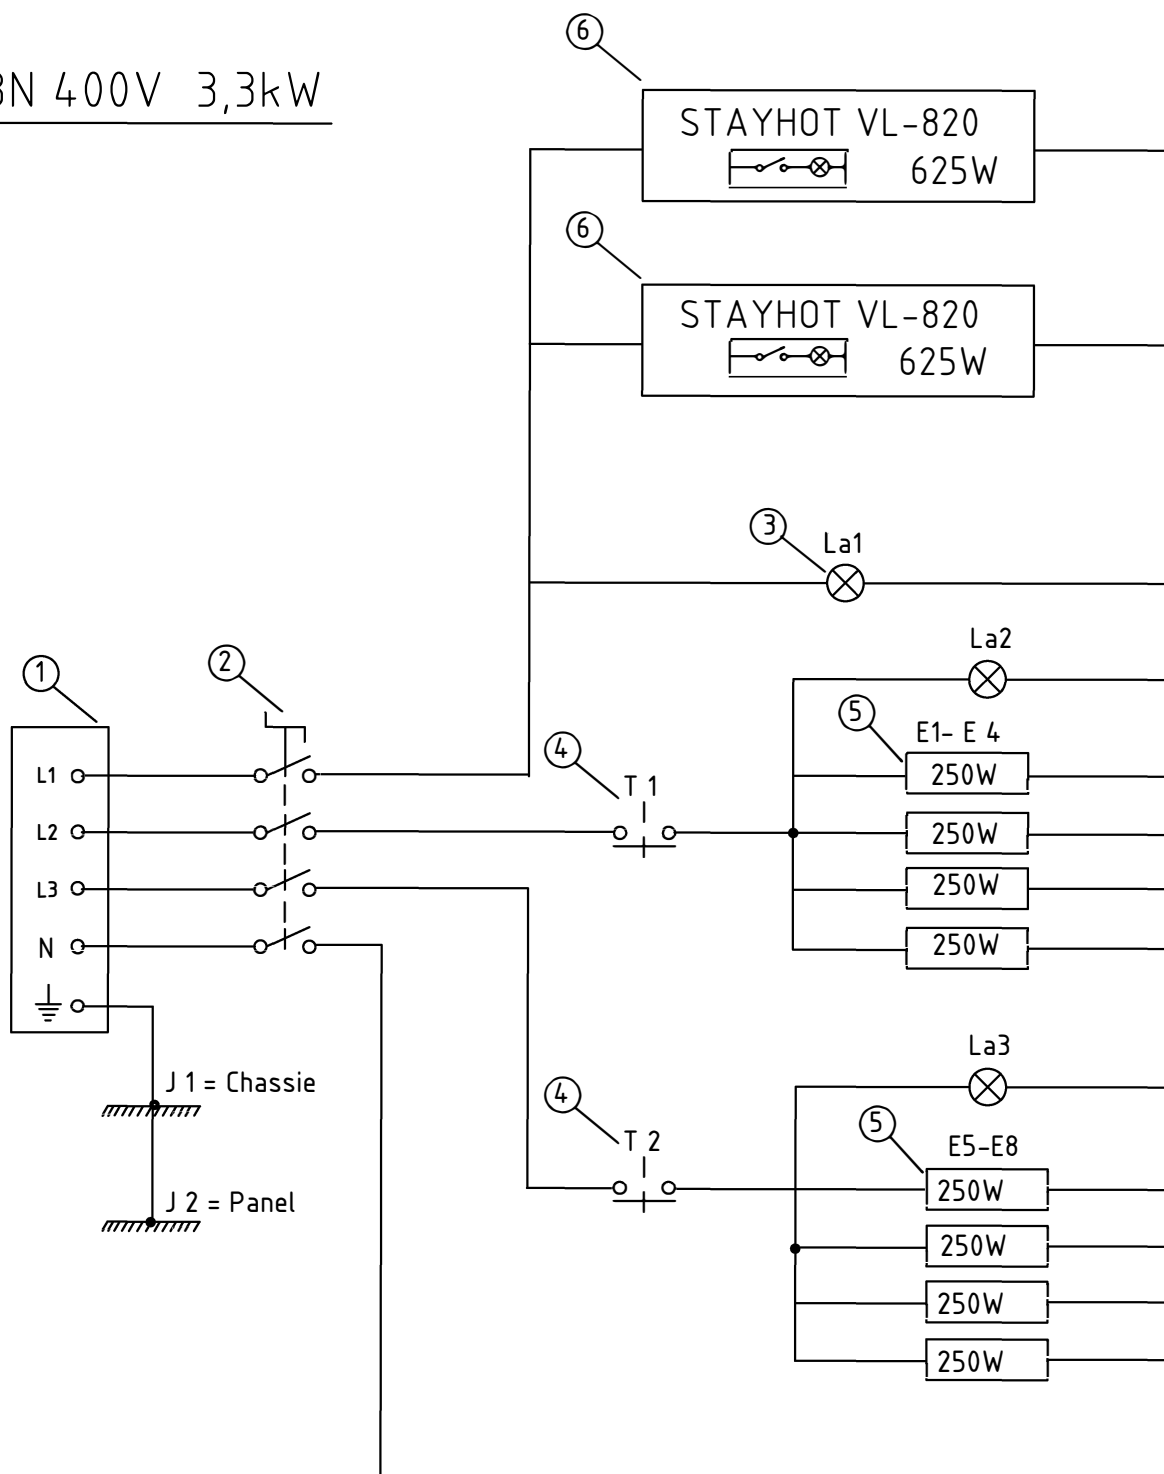 3N 400V 3,3kW
6
STAYHOT VL-820
625W
6
STAYHOT VL-820
625W
3
La1
La2
1
2
5
E1- E 4
4
T 1
250W
L1
L2
250W
L3
250W
N
250W
La3
J 1 = Chassie
4
T 2
5
E5-E8
250W
J 2 = Panel
250W
250W
250W